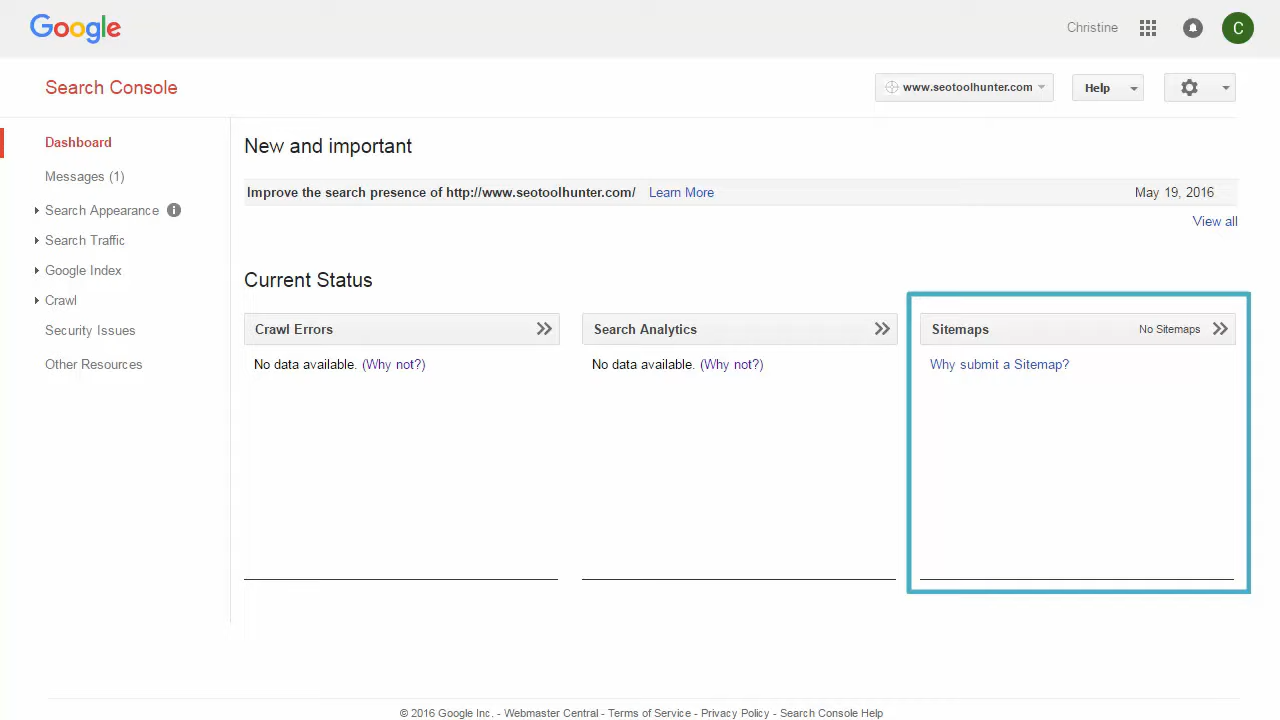 Google
Christine
C
Search Console
www.seotoolhunter.com
Help
Dashboard
Messages (1)
Search Appearance
Search Traffic
Google Index
Crawl
Security Issues
Other Resources
New and important
Improve the search presence of http://www.seotoolhunter.com/ Learn More May 19, 2016
View all
Current Status
Crawl Errors
No data available. (Why not?)
Search Analytics
No data available. (Why not?)
Sitemaps No Sitemaps
Why submit a Sitemap?
© 2016 Google Inc. - Webmaster Central - Terms of Service - Privacy Policy - Search Console Help